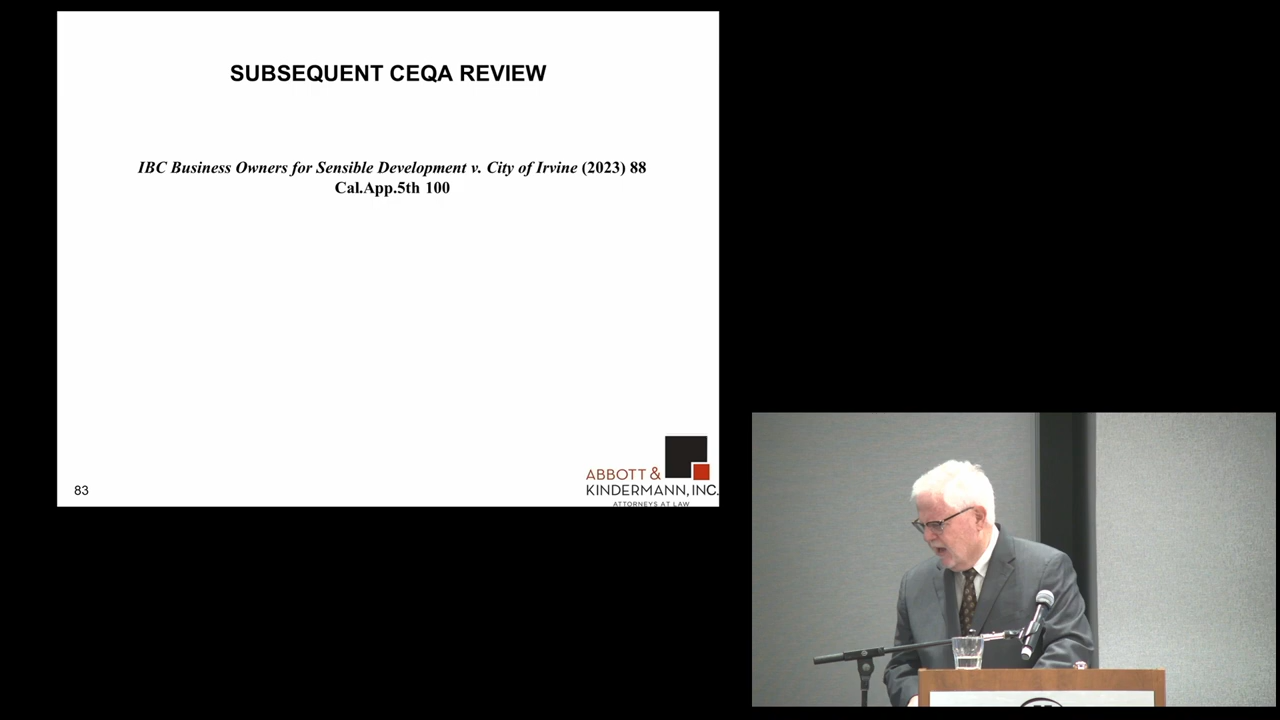 SUBSEQUENT CEQA REVIEW
IBC Business Owners for Sensible Development v. City of Irvine (2023) 88
Cal.App.5th 100
83
ABBOTT &
KINDERMANN, INC.
ATTORNEYS AT LAW